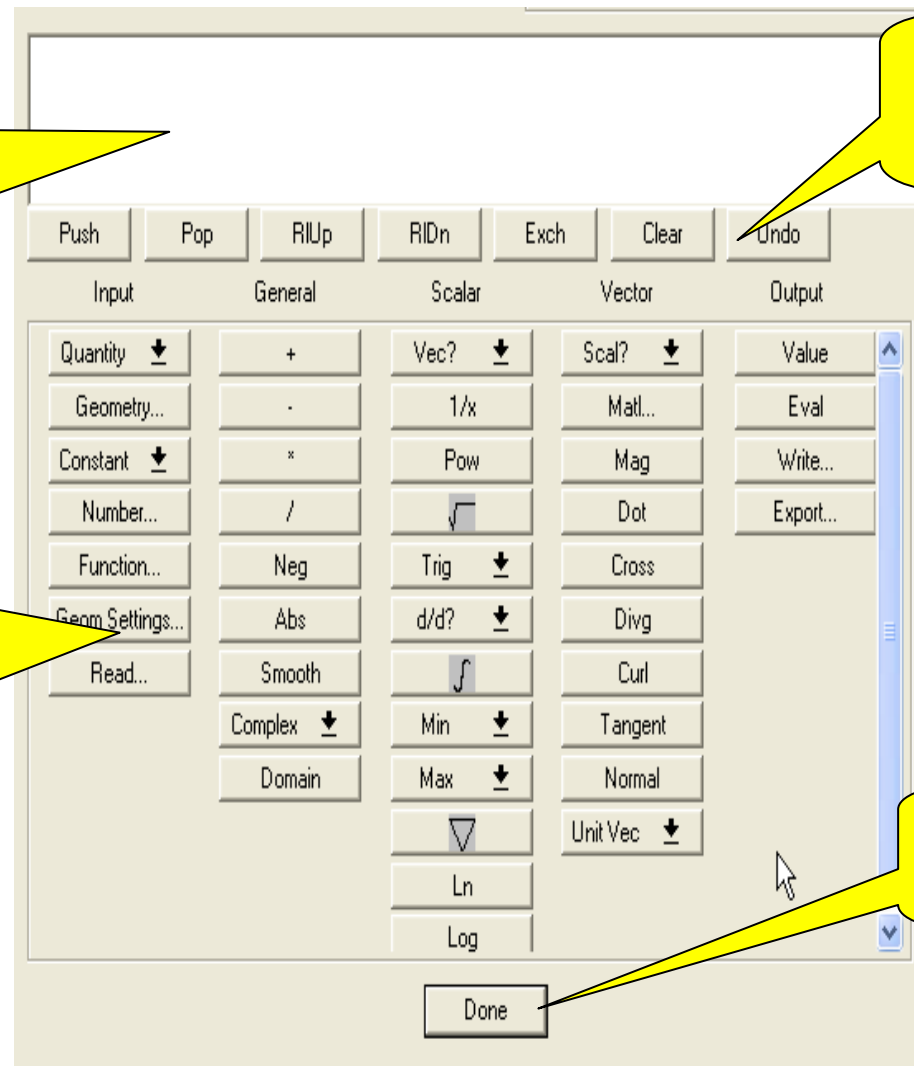 Push Pop RlUp RlDn Exch Clear Undo
Input General Scalar Vector Output
Quantity + Vec? Scal? Value
Geometry... - 1/x Matl... Eval
Constant * Pow Mag Write...
Number... / √ Dot Export...
Function... Neg Trig Cross
Geom Settings... Abs d/d? Divg
Read... Smooth ∫ Curl
Complex Min Tangent
Domain Max Normal
▽ Unit Vec
Ln
Log
Done